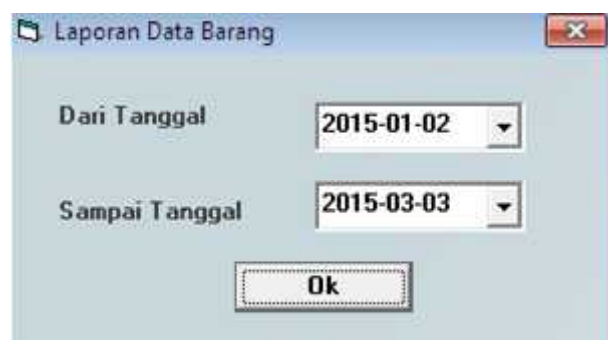 Laporan Data Barang
Dari Tanggal 2015-01-02
Sampai Tanggal 2015-03-03
Ok